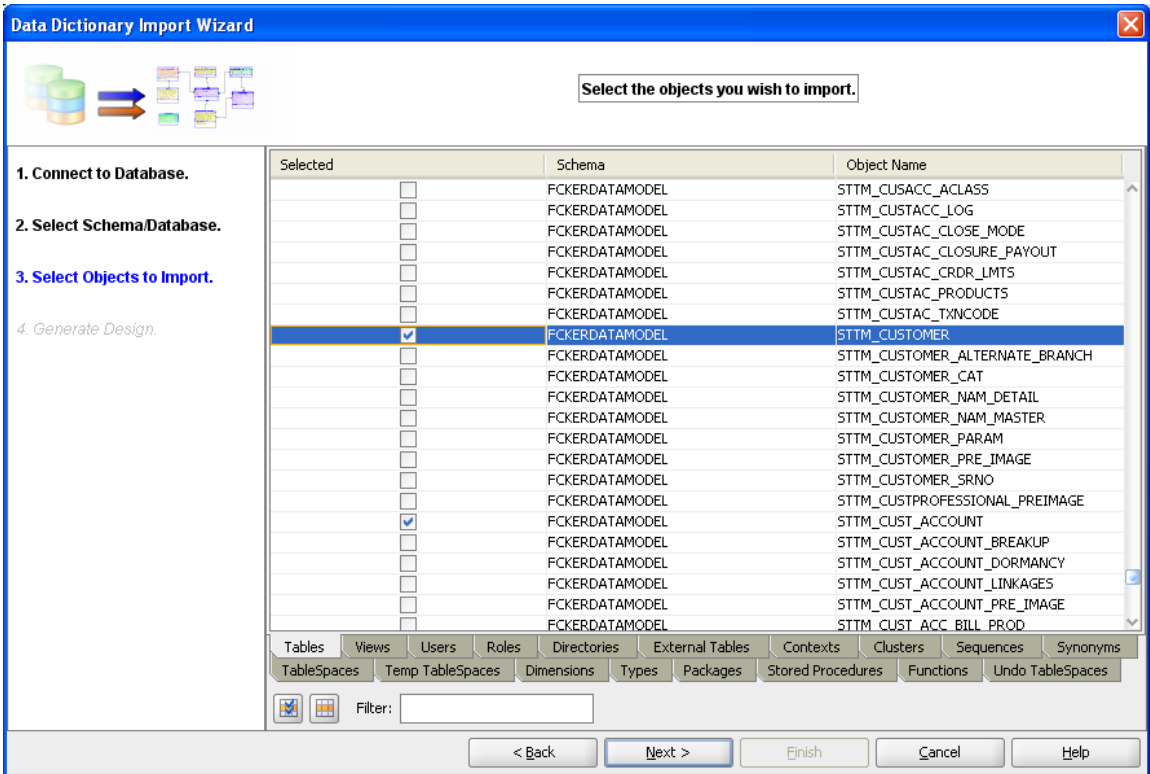 Data Dictionary Import Wizard
Select the objects you wish to import.
1. Connect to Database.
2. Select Schema/Database.
3. Select Objects to Import.
4. Generate Design.
Selected Schema Object Name
FCKERDATAMODEL STTM_CUSACC_ACLASS
FCKERDATAMODEL STTM_CUSTACC_LOG
FCKERDATAMODEL STTM_CUSTAC_CLOSE_MODE
FCKERDATAMODEL STTM_CUSTAC_CLOSURE_PAYOUT
FCKERDATAMODEL STTM_CUSTAC_CRDR_LMTS
FCKERDATAMODEL STTM_CUSTAC_PRODUCTS
FCKERDATAMODEL STTM_CUSTAC_TXNCODE
FCKERDATAMODEL STTM_CUSTOMER
FCKERDATAMODEL STTM_CUSTOMER_ALTERNATE_BRANCH
FCKERDATAMODEL STTM_CUSTOMER_CAT
FCKERDATAMODEL STTM_CUSTOMER_NAM_DETAIL
FCKERDATAMODEL STTM_CUSTOMER_NAM_MASTER
FCKERDATAMODEL STTM_CUSTOMER_PARAM
FCKERDATAMODEL STTM_CUSTOMER_PRE_IMAGE
FCKERDATAMODEL STTM_CUSTOMER_SRNO
FCKERDATAMODEL STTM_CUSTPROFESSIONAL_PREIMAGE
FCKERDATAMODEL STTM_CUST_ACCOUNT
FCKERDATAMODEL STTM_CUST_ACCOUNT_BREAKUP
FCKERDATAMODEL STTM_CUST_ACCOUNT_DORMANCY
FCKERDATAMODEL STTM_CUST_ACCOUNT_LINKAGES
FCKERDATAMODEL STTM_CUST_ACCOUNT_PRE_IMAGE
FCKERDATAMODEL STTM_CUST_ACC_BILL_PROD
Tables Views Users Roles Directories External Tables Contexts Clusters Sequences Synonyms
TableSpaces Temp TableSpaces Dimensions Types Packages Stored Procedures Functions Undo TableSpaces
Filter:
< Back Next > Finish Cancel Help